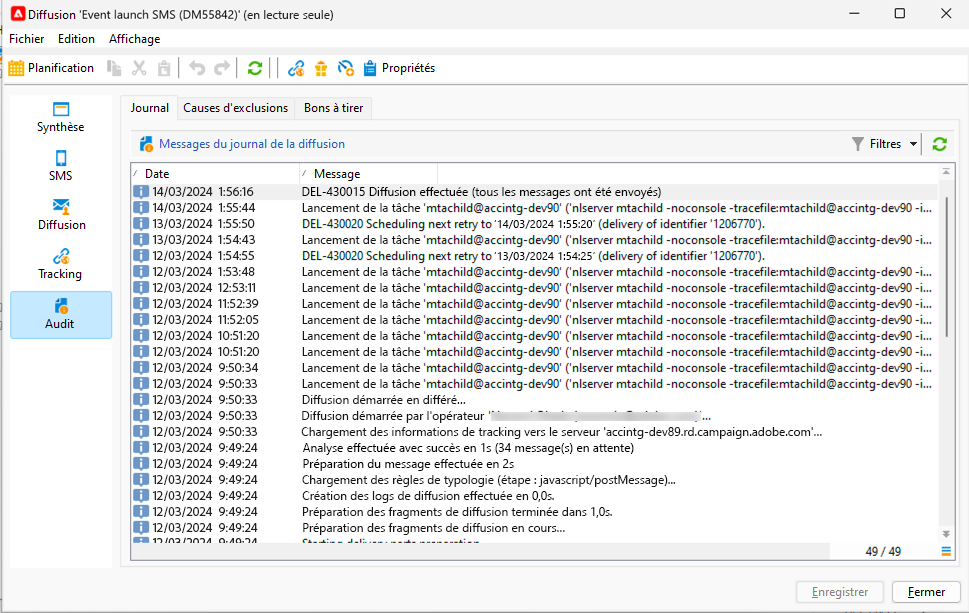 Diffusion 'Event launch SMS (DM55842)' (en lecture seule)
Fichier Edition Affichage
Planification Propriétés
Synthèse
SMS
Diffusion
Tracking
Audit
Journal Causes d'exclusions Bons à tirer
Messages du journal de la diffusion Filtres
Date Message
14/03/2024 1:56:16 DEL-430015 Diffusion effectuée (tous les messages ont été envoyés)
14/03/2024 1:55:44 Lancement de la tâche 'mtachild@accintg-dev90' ('nlserver mtachild -noconsole -tracefile:mtachild@accintg-dev90 -i...
13/03/2024 1:55:50 DEL-430020 Scheduling next retry to '14/03/2024 1:55:20' (delivery of identifier '1206770').
13/03/2024 1:54:43 Lancement de la tâche 'mtachild@accintg-dev90' ('nlserver mtachild -noconsole -tracefile:mtachild@accintg-dev90 -i...
12/03/2024 1:54:55 DEL-430020 Scheduling next retry to '13/03/2024 1:54:25' (delivery of identifier '1206770').
12/03/2024 1:53:48 Lancement de la tâche 'mtachild@accintg-dev90' ('nlserver mtachild -noconsole -tracefile:mtachild@accintg-dev90 -i...
12/03/2024 12:53:11 Lancement de la tâche 'mtachild@accintg-dev90' ('nlserver mtachild -noconsole -tracefile:mtachild@accintg-dev90 -i...
12/03/2024 11:52:39 Lancement de la tâche 'mtachild@accintg-dev90' ('nlserver mtachild -noconsole -tracefile:mtachild@accintg-dev90 -i...
12/03/2024 11:52:05 Lancement de la tâche 'mtachild@accintg-dev90' ('nlserver mtachild -noconsole -tracefile:mtachild@accintg-dev90 -i...
12/03/2024 10:51:20 Lancement de la tâche 'mtachild@accintg-dev90' ('nlserver mtachild -noconsole -tracefile:mtachild@accintg-dev90 -i...
12/03/2024 10:51:20 Lancement de la tâche 'mtachild@accintg-dev90' ('nlserver mtachild -noconsole -tracefile:mtachild@accintg-dev90 -i...
12/03/2024 9:50:34 Lancement de la tâche 'mtachild@accintg-dev90' ('nlserver mtachild -noconsole -tracefile:mtachild@accintg-dev90 -i...
12/03/2024 9:50:33 Lancement de la tâche 'mtachild@accintg-dev90' ('nlserver mtachild -noconsole -tracefile:mtachild@accintg-dev90 -i...
12/03/2024 9:50:33 Diffusion démarrée en différé...
12/03/2024 9:50:33 Diffusion démarrée par l'opérateur ' '...
12/03/2024 9:50:33 Chargement des informations de tracking vers le serveur 'accintg-dev89.rd.campaign.adobe.com'...
12/03/2024 9:49:24 Analyse effectuée avec succès en 1s (34 message(s) en attente)
12/03/2024 9:49:24 Préparation du message effectuée en 2s
12/03/2024 9:49:24 Chargement des règles de typologie (étape : javascript/postMessage)...
12/03/2024 9:49:24 Création des logs de diffusion effectuée en 0,0s.
12/03/2024 9:49:24 Préparation des fragments de diffusion terminée dans 1,0s.
12/03/2024 9:49:24 Préparation des fragments de diffusion en cours...
12/03/2024 9:49:24 Starting delivery parts preparation
49 / 49
Enregistrer Fermer